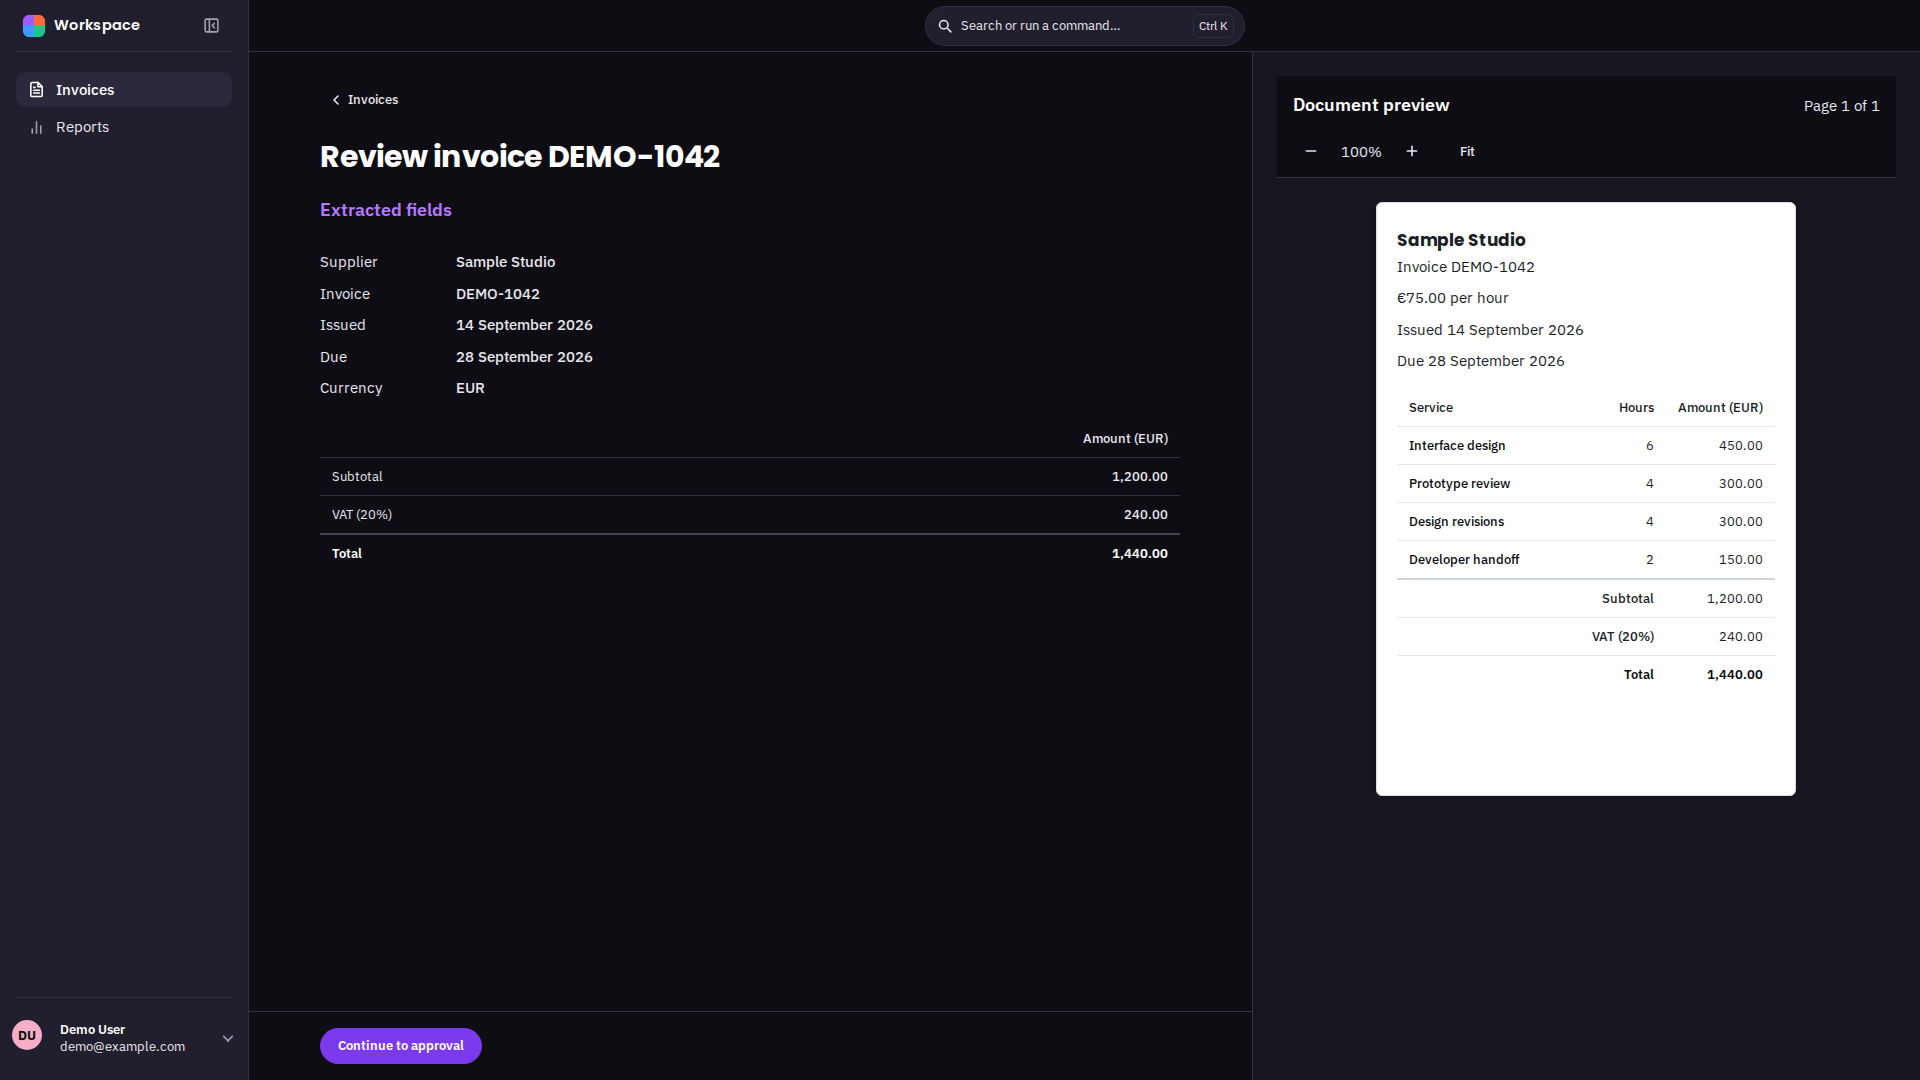 Workspace
Search or run a command...
Ctrl K
Invoices
Reports
Invoices
Review invoice DEMO-1042
Extracted fields
Supplier Sample Studio
Invoice DEMO-1042
Issued 14 September 2026
Due 28 September 2026
Currency EUR
Amount (EUR)
Subtotal 1,200.00
VAT (20%) 240.00
Total 1,440.00
Continue to approval
Document preview
Page 1 of 1
100%
Fit
Sample Studio
Invoice DEMO-1042
€75.00 per hour
Issued 14 September 2026
Due 28 September 2026
Service Hours Amount (EUR)
Interface design 6 450.00
Prototype review 4 300.00
Design revisions 4 300.00
Developer handoff 2 150.00
Subtotal 1,200.00
VAT (20%) 240.00
Total 1,440.00
DU
Demo User
demo@example.com